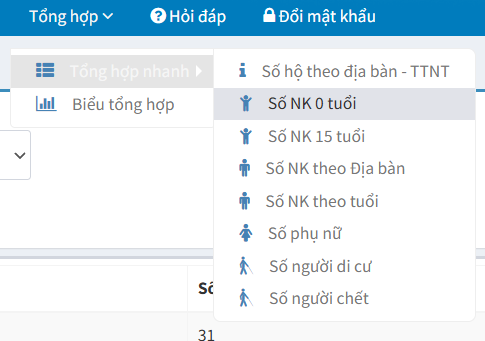 Tổng hợp
Hỏi đáp
Đổi mật khẩu
Tổng hợp nhanh
Biểu tổng hợp
Số hộ theo địa bàn - TTNT
Số NK 0 tuổi
Số NK 15 tuổi
Số NK theo Địa bàn
Số NK theo tuổi
Số phụ nữ
Số người di cư
Số người chết
31